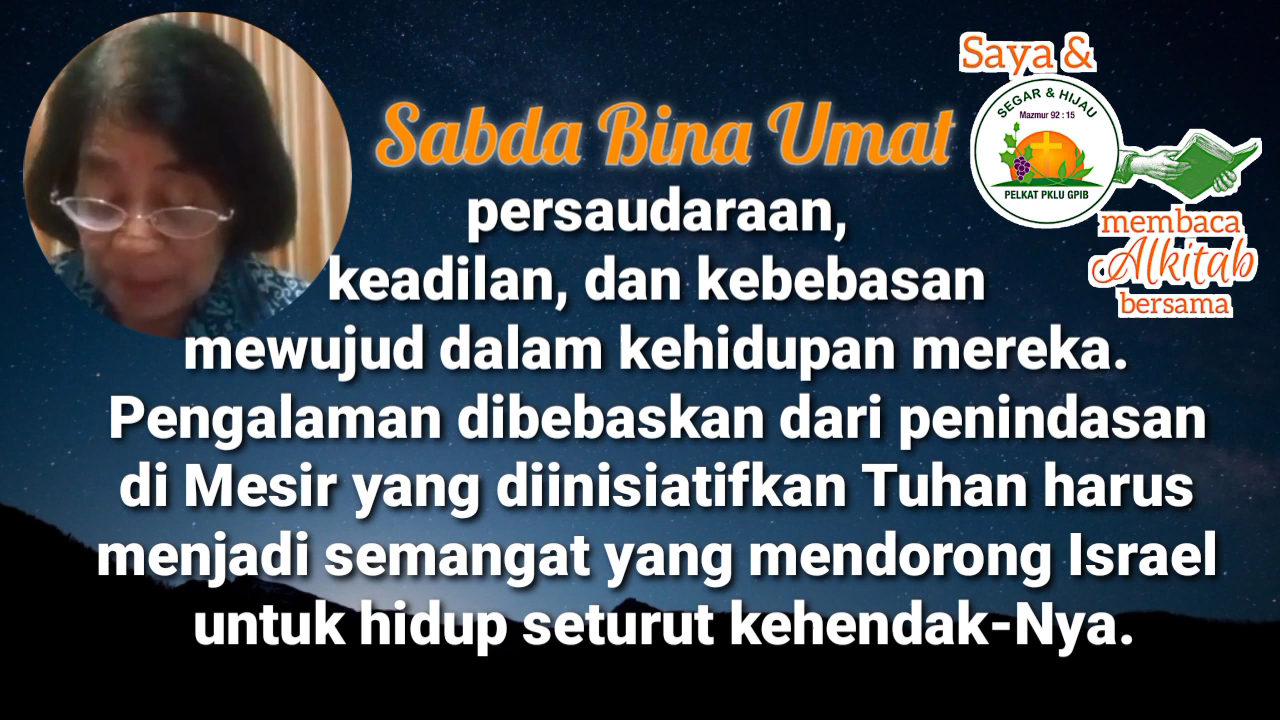 Saya &
SEGAR & HIJAU
Mazmur 92 : 15
PELKAT PKLU GPIB
membaca
Alkitab
bersama
Sabda Bina Umat
persaudaraan,
keadilan, dan kebebasan
mewujud dalam kehidupan mereka.
Pengalaman dibebaskan dari penindasan
di Mesir yang diinisiatifkan Tuhan harus
menjadi semangat yang mendorong Israel
untuk hidup seturut kehendak-Nya.